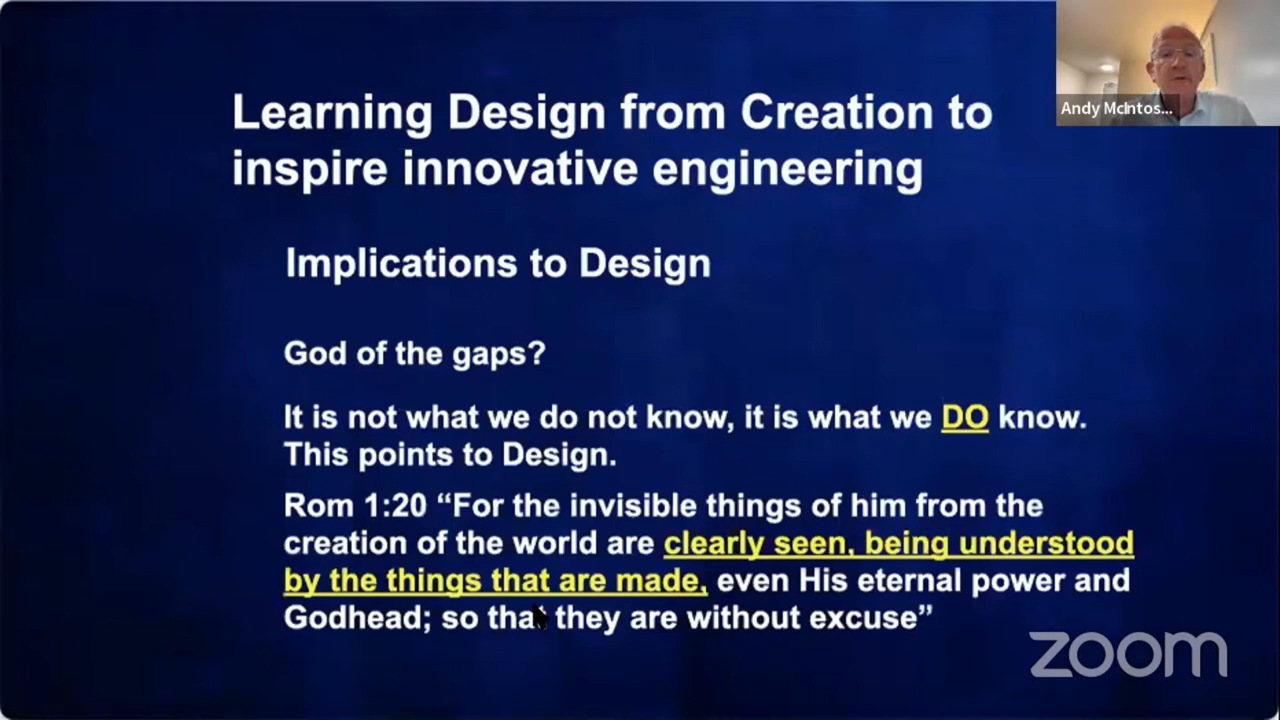 Learning Design from Creation to
inspire innovative engineering
Andy McIntos...
Implications to Design
God of the gaps?
It is not what we do not know, it is what we DO know.
This points to Design.
Rom 1:20 “For the invisible things of him from the
creation of the world are clearly seen, being understood
by the things that are made, even His eternal power and
Godhead; so that they are without excuse”
zoom